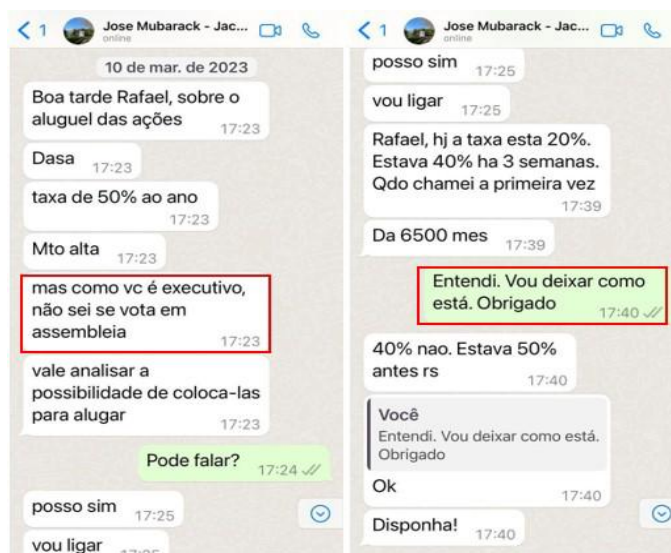 1 Jose Mubarack - Jac...
online
10 de mar. de 2023
Boa tarde Rafael, sobre o
aluguel das ações
17:23
Dasa 17:23
taxa de 50% ao ano
17:23
Mto alta 17:23
mas como vc é executivo,
não sei se vota em
assembleia
17:23
vale analisar a
possibilidade de coloca-las
para alugar 17:23
Pode falar? 17:24
posso sim 17:25
vou ligar 17:25
1 Jose Mubarack - Jac...
online
posso sim 17:25
vou ligar 17:25
Rafael, hj a taxa esta 20%.
Estava 40% ha 3 semanas.
Qdo chamei a primeira vez
17:39
Da 6500 mes 17:39
Entendi. Vou deixar como
está. Obrigado 17:40
40% nao. Estava 50%
antes rs 17:40
Você
Entendi. Vou deixar como está.
Obrigado
Ok 17:40
Disponha! 17:40